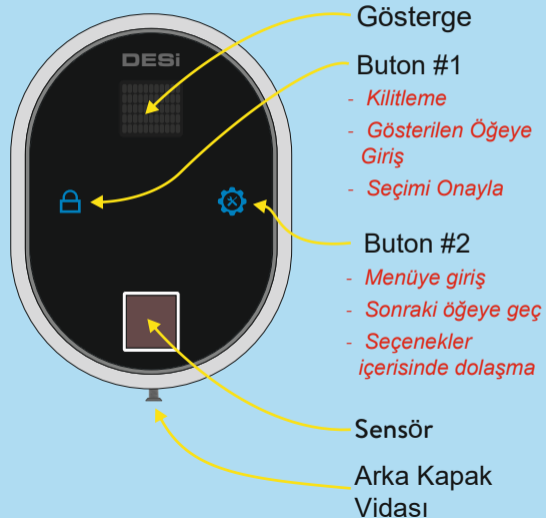 Gösterge
DESi
Buton #1
- Kilitleme
- Gösterilen Öğeye
Giriş
- Seçimi Onayla
Buton #2
- Menüye giriş
- Sonraki öğeye geç
- Seçenekler
içerisinde dolaşma
Sensör
Arka Kapak
Vidası